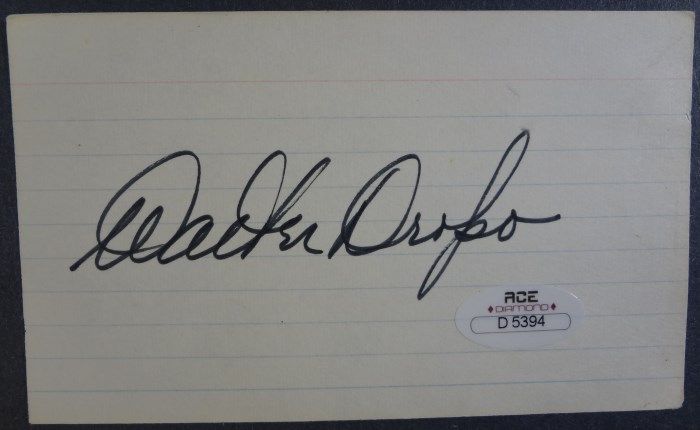 Walter Dropo
ACE
DIAMOND
D 5394